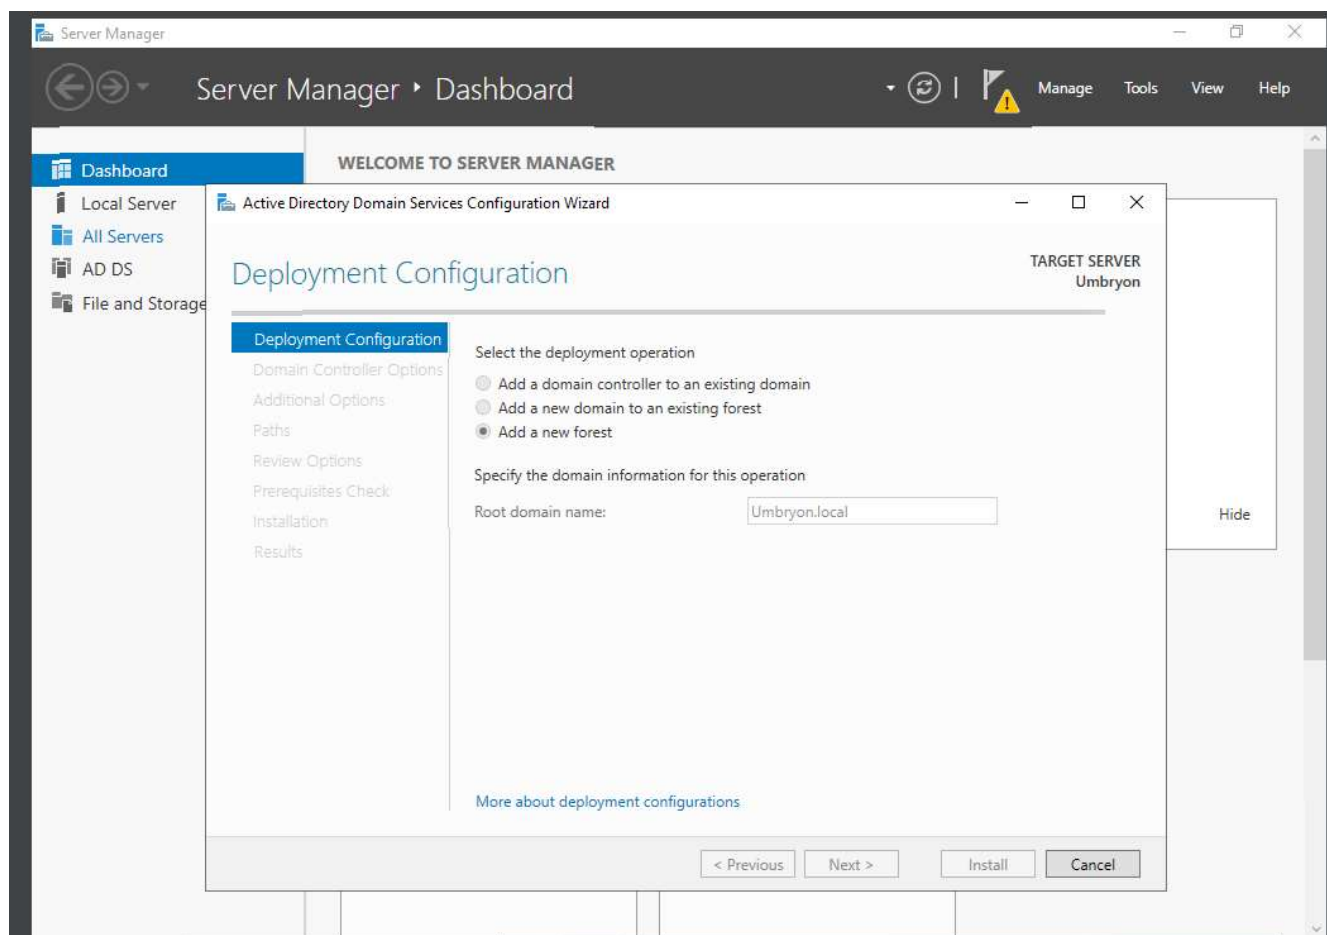 Server Manager
Server Manager ‣ Dashboard
Manage Tools View Help
Dashboard
Local Server
All Servers
AD DS
File and Storage
WELCOME TO SERVER MANAGER
Active Directory Domain Services Configuration Wizard
Deployment Configuration
TARGET SERVER
Umbryon
Deployment Configuration
Domain Controller Options
Additional Options
Paths
Review Options
Prerequisites Check
Installation
Results
Select the deployment operation
Add a domain controller to an existing domain
Add a new domain to an existing forest
Add a new forest
Specify the domain information for this operation
Root domain name: Umbryon.local
More about deployment configurations
< Previous Next > Install Cancel
Hide